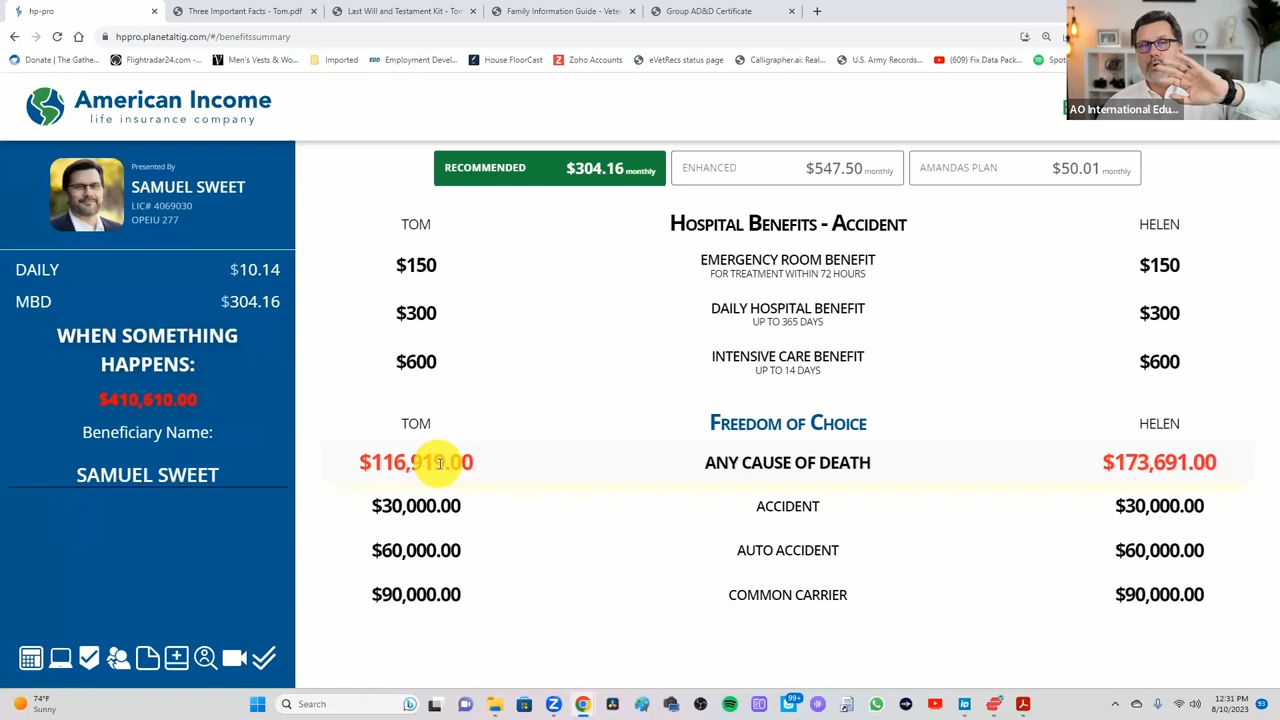 hp-pro
Three Important Facts - Tom.pdf
Last Will and Testament Kit - Tor
Family Information Guide - Veter
Group AD&D Certificate
hppro.planetaltig.com/#/benefitssummary
Donate | The Gathe...
Flightradar24.com -...
Men's Vests & Wo...
Imported
EDD Employment Devel...
House FloorCast
Zoho Accounts
eVetRecs status page
Calligrapher.ai: Real...
U.S. Army Records...
(609) Fix Data Pack...
Spot
AO International Edu...
American Income
life insurance company
Presented By
SAMUEL SWEET
LIC# 4069030
OPEIU 277
RECOMMENDED $304.16 monthly
ENHANCED $547.50 monthly
AMANDAS PLAN $50.01 monthly
DAILY $10.14
MBD $304.16
WHEN SOMETHING
HAPPENS:
$410,610.00
Beneficiary Name:
SAMUEL SWEET
TOM HOSPITAL BENEFITS - ACCIDENT HELEN
$150 EMERGENCY ROOM BENEFIT $150
FOR TREATMENT WITHIN 72 HOURS
$300 DAILY HOSPITAL BENEFIT $300
UP TO 365 DAYS
$600 INTENSIVE CARE BENEFIT $600
UP TO 14 DAYS
TOM FREEDOM OF CHOICE HELEN
$116,919.00 ANY CAUSE OF DEATH $173,691.00
$30,000.00 ACCIDENT $30,000.00
$60,000.00 AUTO ACCIDENT $60,000.00
$90,000.00 COMMON CARRIER $90,000.00
74°F
Sunny
Search
99+
12:31 PM
8/10/2023
93